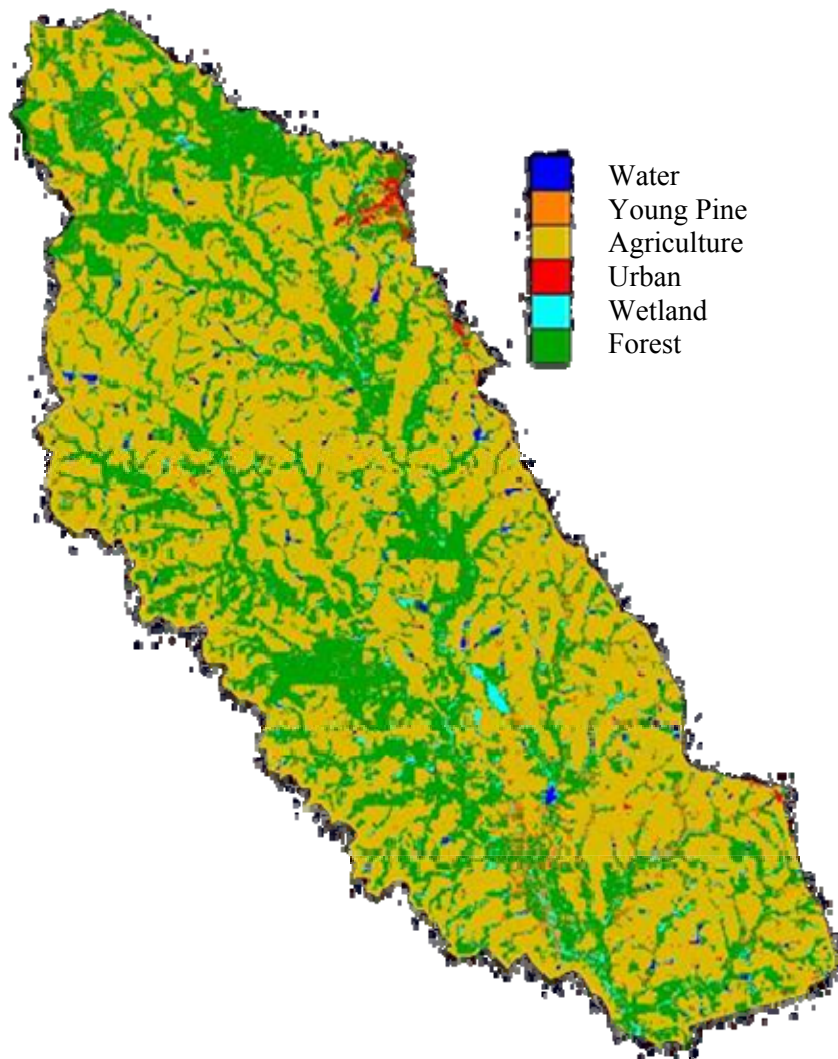 Water
Young Pine
Agriculture
Urban
Wetland
Forest